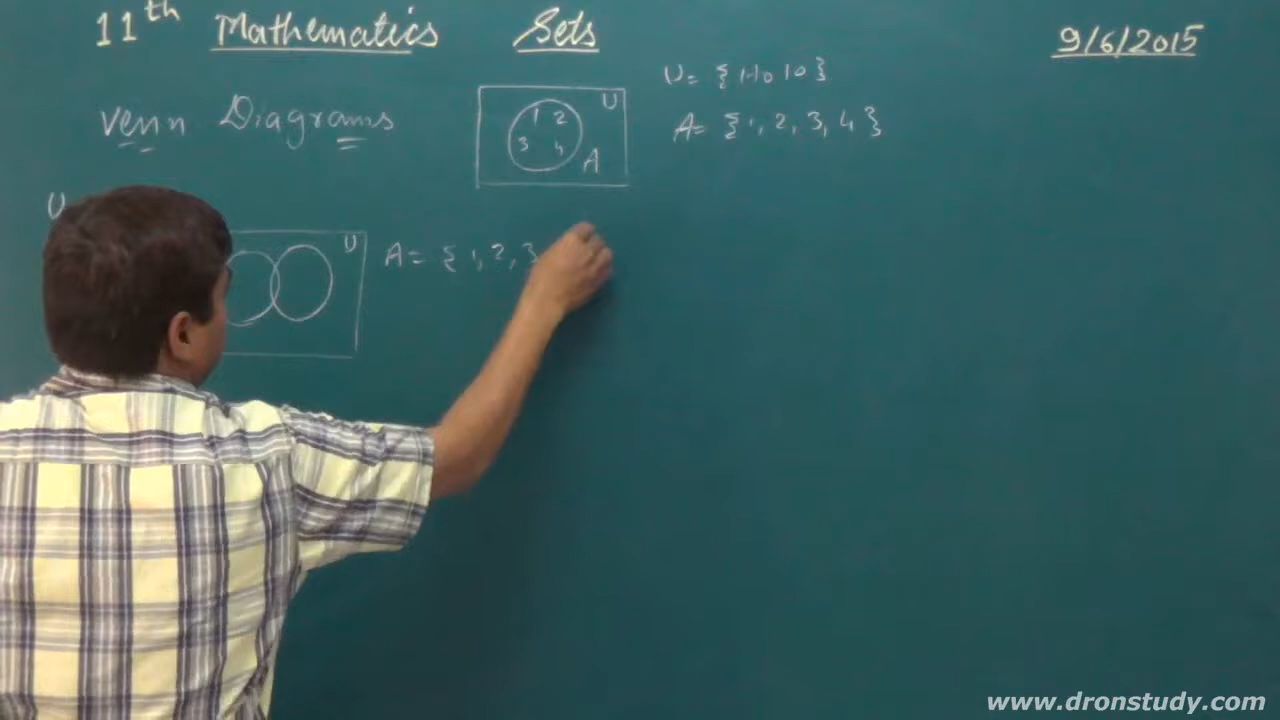 11th Mathematics Sets 9/6/2015
U = { 1 to 10 }
A = { 1, 2, 3, 4 }
Venn Diagrams
U
1 2
3 4
A
U
U
A = { 1, 2, 3
www.dronstudy.com